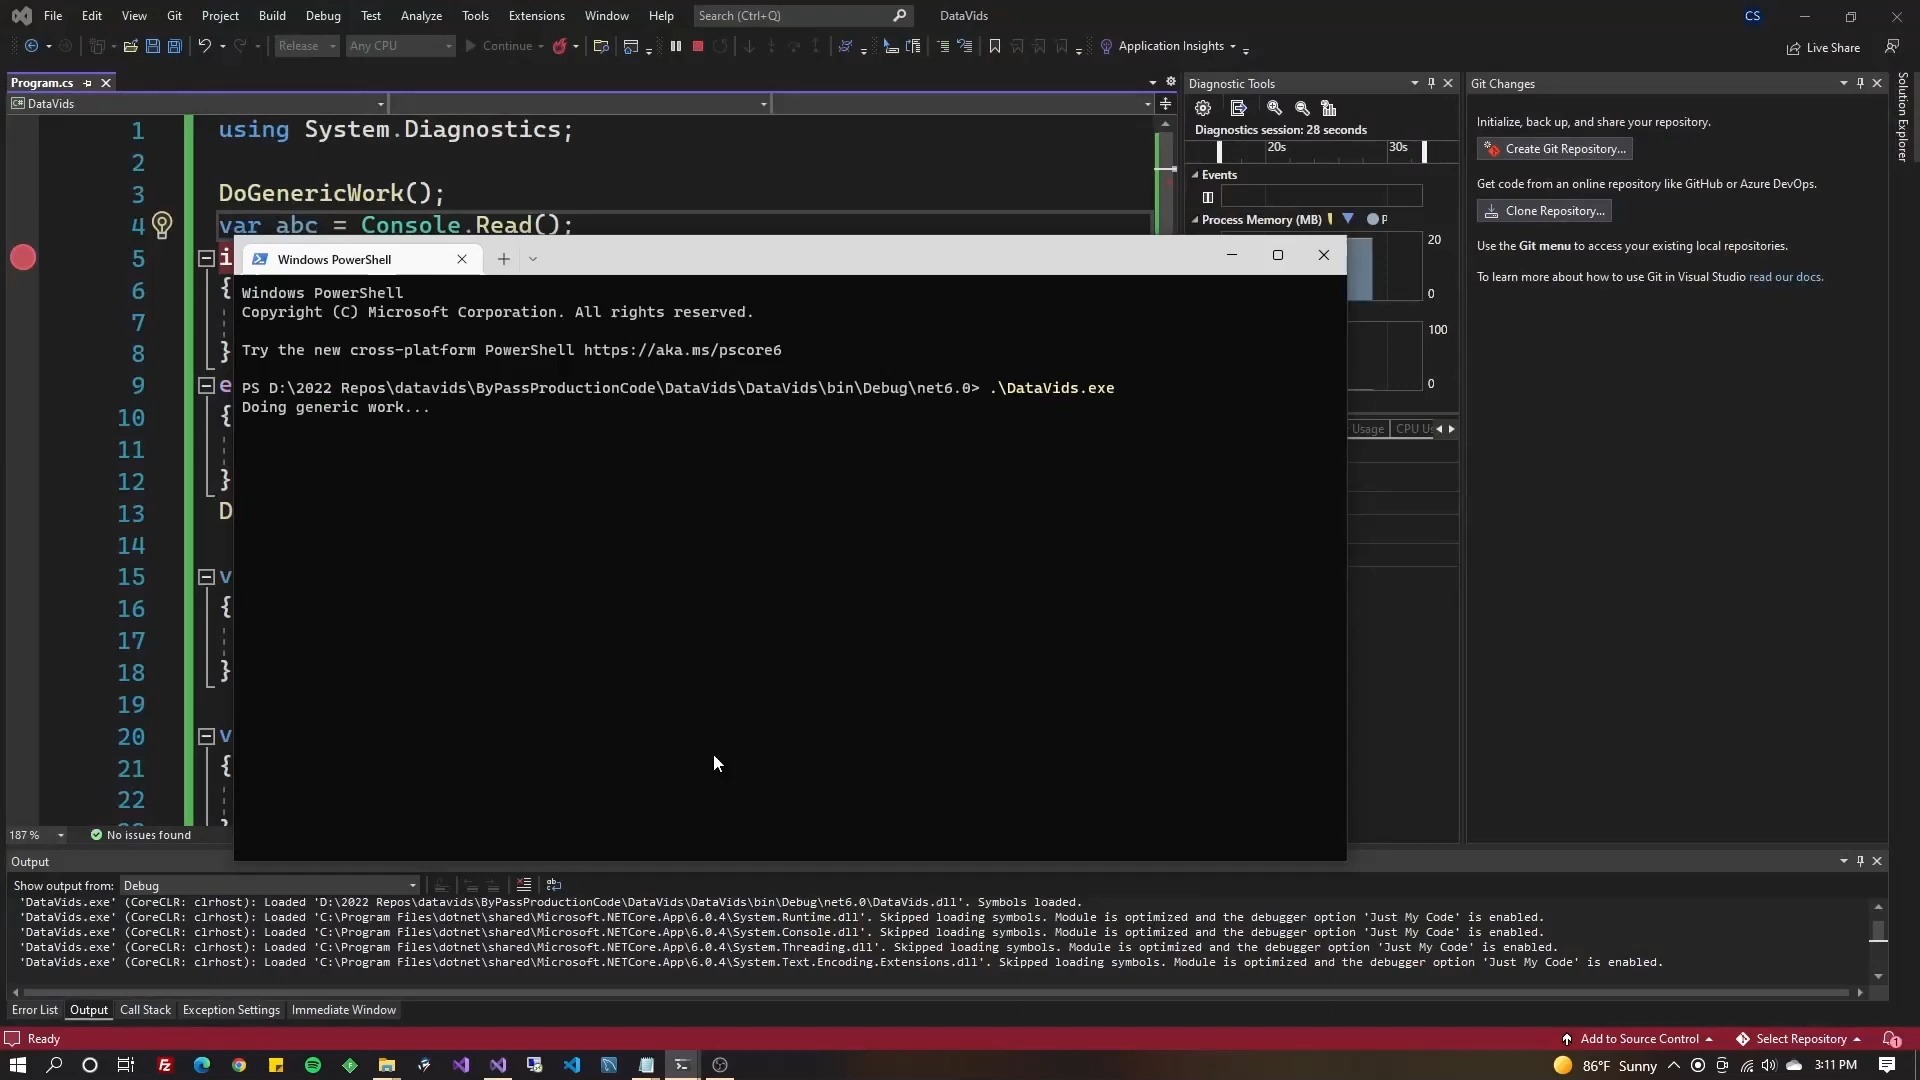 File Edit View Git Project Build Debug Test Analyze Tools Extensions Window Help Search (Ctrl+Q) DataVids CS
Release Any CPU Continue Application Insights Live Share
Program.cs
DataVids
1 using System.Diagnostics;
2
3 DoGenericWork();
4 var abc = Console.Read();
5 i
6 {
7
8 }
9 e
10 {
11
12 }
13 D
14
15 v
16 {
17
18 }
19
20 v
21 {
22
187 % No issues found
Windows PowerShell
Windows PowerShell
Copyright (C) Microsoft Corporation. All rights reserved.
Try the new cross-platform PowerShell https://aka.ms/pscore6
PS D:\2022 Repos\datavids\ByPassProductionCode\DataVids\DataVids\bin\Debug\net6.0> .\DataVids.exe
Doing generic work...
Diagnostic Tools
Diagnostics session: 28 seconds
20s 30s
Events
Process Memory (MB) P
20
0
100
0
Usage CPU Us
Git Changes
Initialize, back up, and share your repository.
Create Git Repository...
Get code from an online repository like GitHub or Azure DevOps.
Clone Repository...
Use the Git menu to access your existing local repositories.
To learn more about how to use Git in Visual Studio read our docs.
Solution Explorer
Output
Show output from: Debug
'DataVids.exe' (CoreCLR: clrhost): Loaded 'D:\2022 Repos\datavids\ByPassProductionCode\DataVids\DataVids\bin\Debug\net6.0\DataVids.dll'. Symbols loaded.
'DataVids.exe' (CoreCLR: clrhost): Loaded 'C:\Program Files\dotnet\shared\Microsoft.NETCore.App\6.0.4\System.Runtime.dll'. Skipped loading symbols. Module is optimized and the debugger option 'Just My Code' is enabled.
'DataVids.exe' (CoreCLR: clrhost): Loaded 'C:\Program Files\dotnet\shared\Microsoft.NETCore.App\6.0.4\System.Console.dll'. Skipped loading symbols. Module is optimized and the debugger option 'Just My Code' is enabled.
'DataVids.exe' (CoreCLR: clrhost): Loaded 'C:\Program Files\dotnet\shared\Microsoft.NETCore.App\6.0.4\System.Threading.dll'. Skipped loading symbols. Module is optimized and the debugger option 'Just My Code' is enabled.
'DataVids.exe' (CoreCLR: clrhost): Loaded 'C:\Program Files\dotnet\shared\Microsoft.NETCore.App\6.0.4\System.Text.Encoding.Extensions.dll'. Skipped loading symbols. Module is optimized and the debugger option 'Just My Code' is enabled.
Error List Output Call Stack Exception Settings Immediate Window
Ready Add to Source Control Select Repository 1
86°F Sunny 3:11 PM